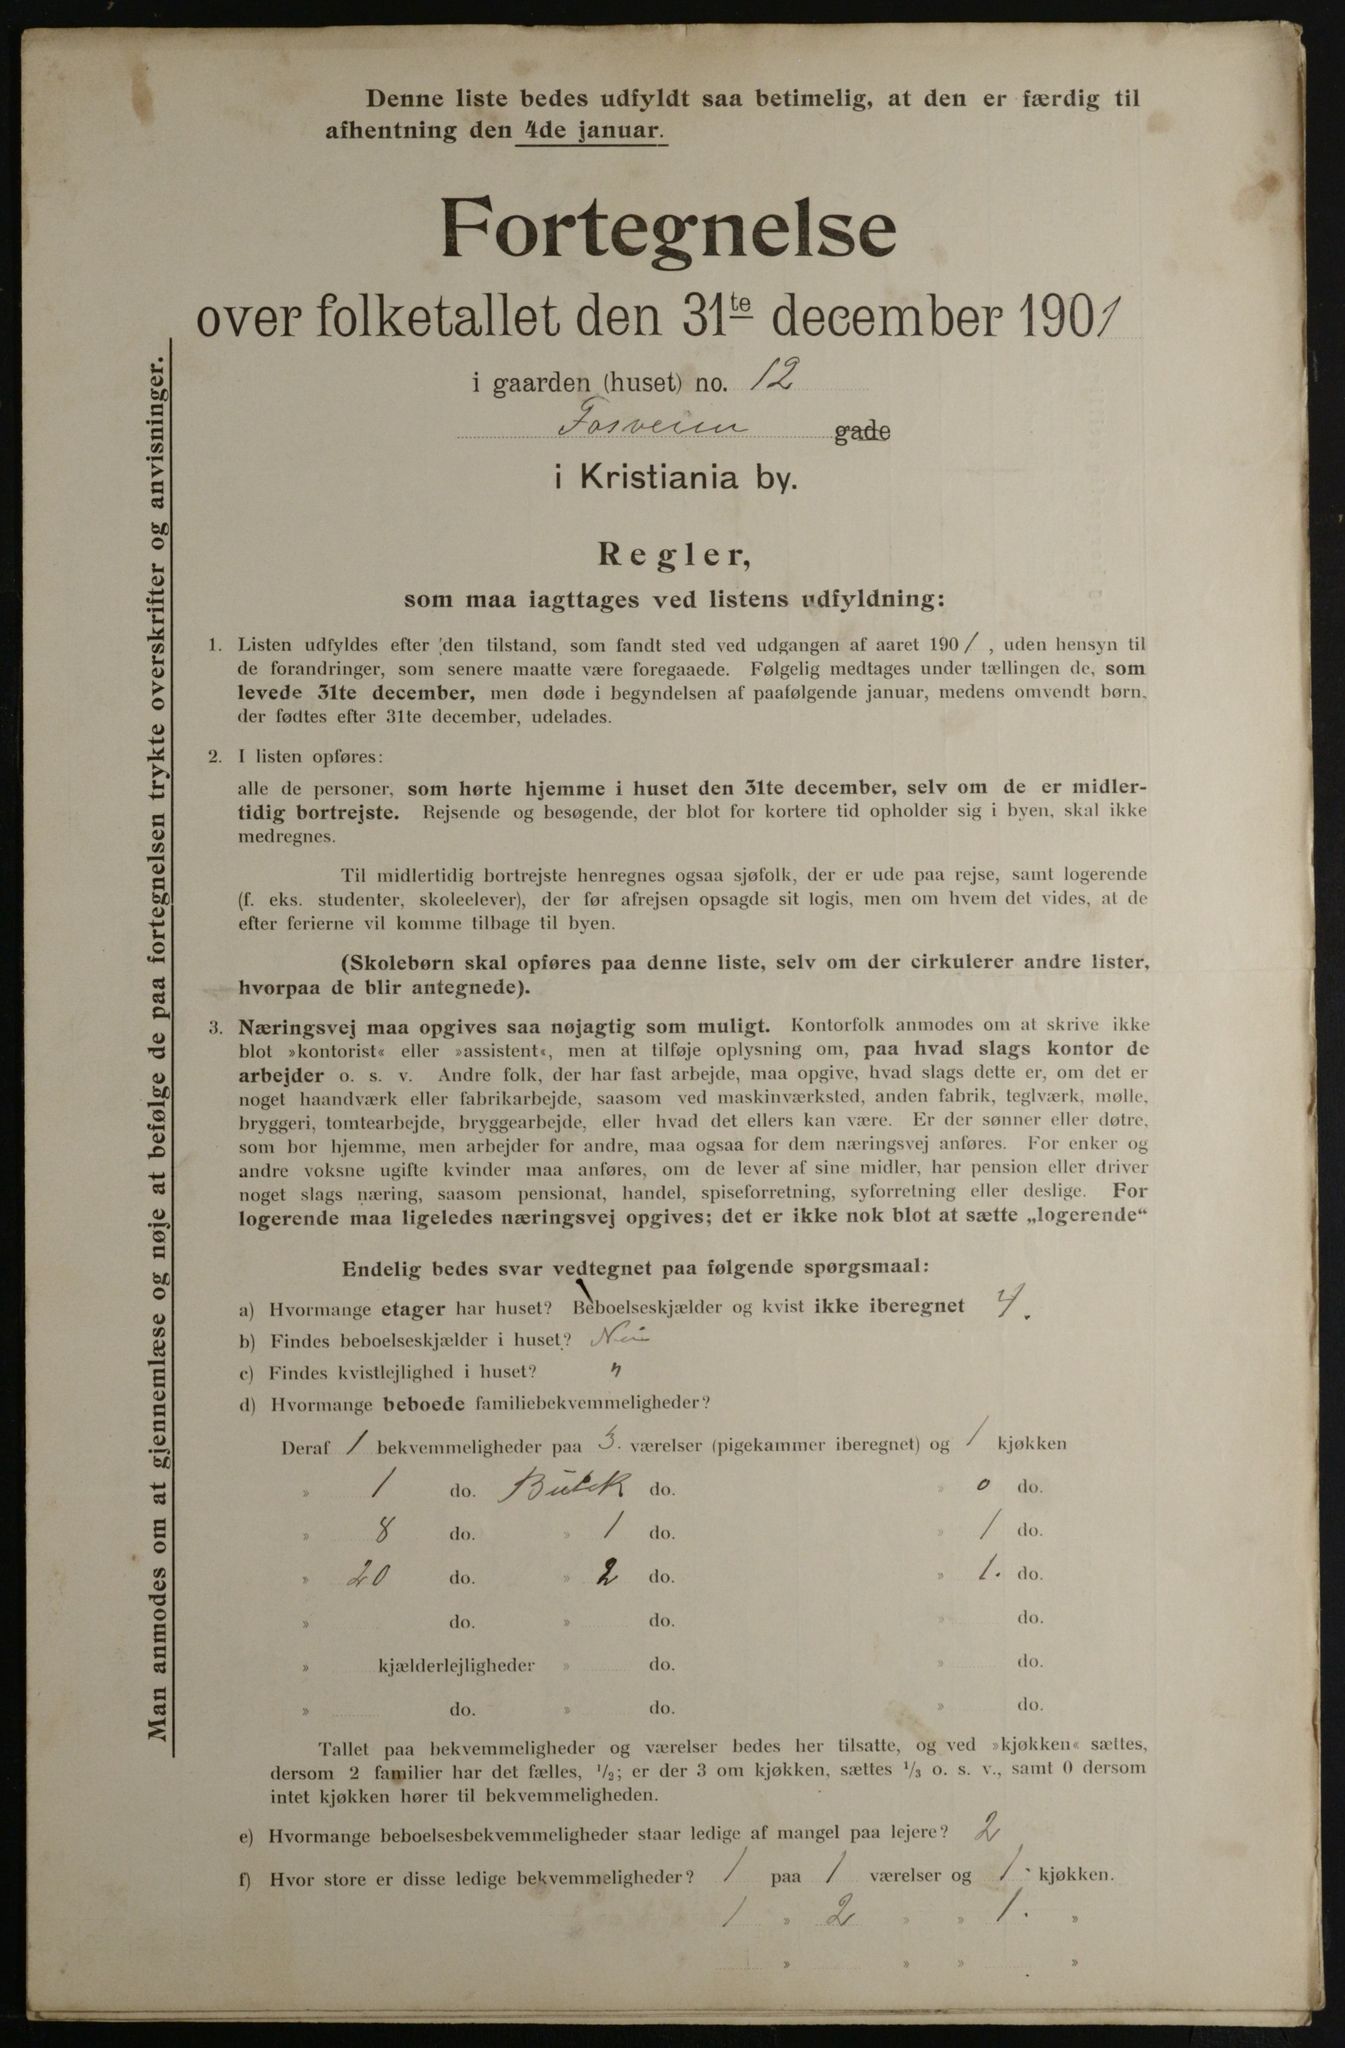 Denne liste bedes udfyldt saa betimelig, at den er færdig til
afhentning den 4de januar.
Fortegnelse
over folketallet den 31te december 1901
i gaarden (huset) no. 12
Fosveien gade
i Kristiania by.
Regler,
som maa iagttages ved listens udfyldning:
1. Listen udfyldes efter den tilstand, som fandt sted ved udgangen af aaret 1901, uden hensyn til
de forandringer, som senere maatte være foregaaede. Følgelig medtages under tællingen de, som
levede 31te december, men døde i begyndelsen af paafølgende januar, medens omvendt børn,
der fødtes efter 31te december, udelades.
2. I listen opføres:
alle de personer, som hørte hjemme i huset den 31te december, selv om de er midler-
tidig bortrejste. Rejsende og besøgende, der blot for kortere tid opholder sig i byen, skal ikke
medregnes.
Til midlertidig bortrejste henregnes ogsaa sjøfolk, der er ude paa rejse, samt logerende
(f. eks. studenter, skoleelever), der før afrejsen opsagde sit logis, men om hvem det vides, at de
efter ferierne vil komme tilbage til byen.
(Skolebørn skal opføres paa denne liste, selv om der cirkulerer andre lister,
hvorpaa de blir antegnede).
3. Næringsvej maa opgives saa nøjagtig som muligt. Kontorfolk anmodes om at skrive ikke
blot »kontorist« eller »assistent«, men at tilføje oplysning om, paa hvad slags kontor de
arbejder o. s. v. Andre folk, der har fast arbejde, maa opgive, hvad slags dette er, om det er
noget haandværk eller fabrikarbejde, saasom ved maskinværksted, anden fabrik, teglværk, mølle,
bryggeri, tomtearbejde, bryggearbejde, eller hvad det ellers kan være. Er der sønner eller døtre,
som bor hjemme, men arbejder for andre, maa ogsaa for dem næringsvej anføres. For enker og
andre voksne ugifte kvinder maa anføres, om de lever af sine midler, har pension eller driver
noget slags næring, saasom pensionat, handel, spiseforretning, syforretning eller deslige. For
logerende maa ligeledes næringsvej opgives; det er ikke nok blot at sætte „logerende“
Endelig bedes svar vedtegnet paa følgende spørgsmaal:
a) Hvormange etager har huset? Beboelseskjælder og kvist ikke iberegnet 4.
b) Findes beboelseskjælder i huset? Nei
c) Findes kvistlejlighed i huset? "
d) Hvormange beboede familiebekvemmeligheder?
Deraf 1 bekvemmeligheder paa 3. værelser (pigekammer iberegnet) og 1 kjøkken
» 1 do. Butik do. » 0 do.
» 8 do. » 1 do. » 1 do.
» 20 do. » 2 do. » 1. do.
» do. » do. » do.
» kjælderlejligheder » do. » do.
» do. » do. » do.
Tallet paa bekvemmeligheder og værelser bedes her tilsatte, og ved »kjøkken« sættes,
dersom 2 familier har det fælles, 1/2; er der 3 om kjøkken, sættes 1/3 o. s. v., samt 0 dersom
intet kjøkken hører til bekvemmeligheden.
e) Hvormange beboelsesbekvemmeligheder staar ledige af mangel paa lejere? 2
f) Hvor store er disse ledige bekvemmeligheder? 1 paa 1 værelser og 1 kjøkken.
1 » 2 » » 1. »
» » » »
Man anmodes om at gjennemlæse og nøje at befølge de paa fortegnelsen trykte overskrifter og anvisninger.